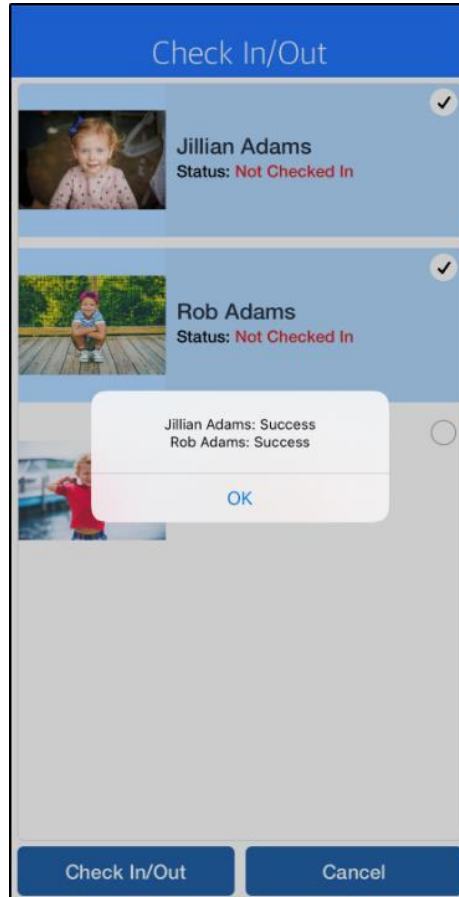 Check In/Out
Jillian Adams
Status: Not Checked In
Rob Adams
Status: Not Checked In
Jillian Adams: Success
Rob Adams: Success
OK
Check In/Out
Cancel